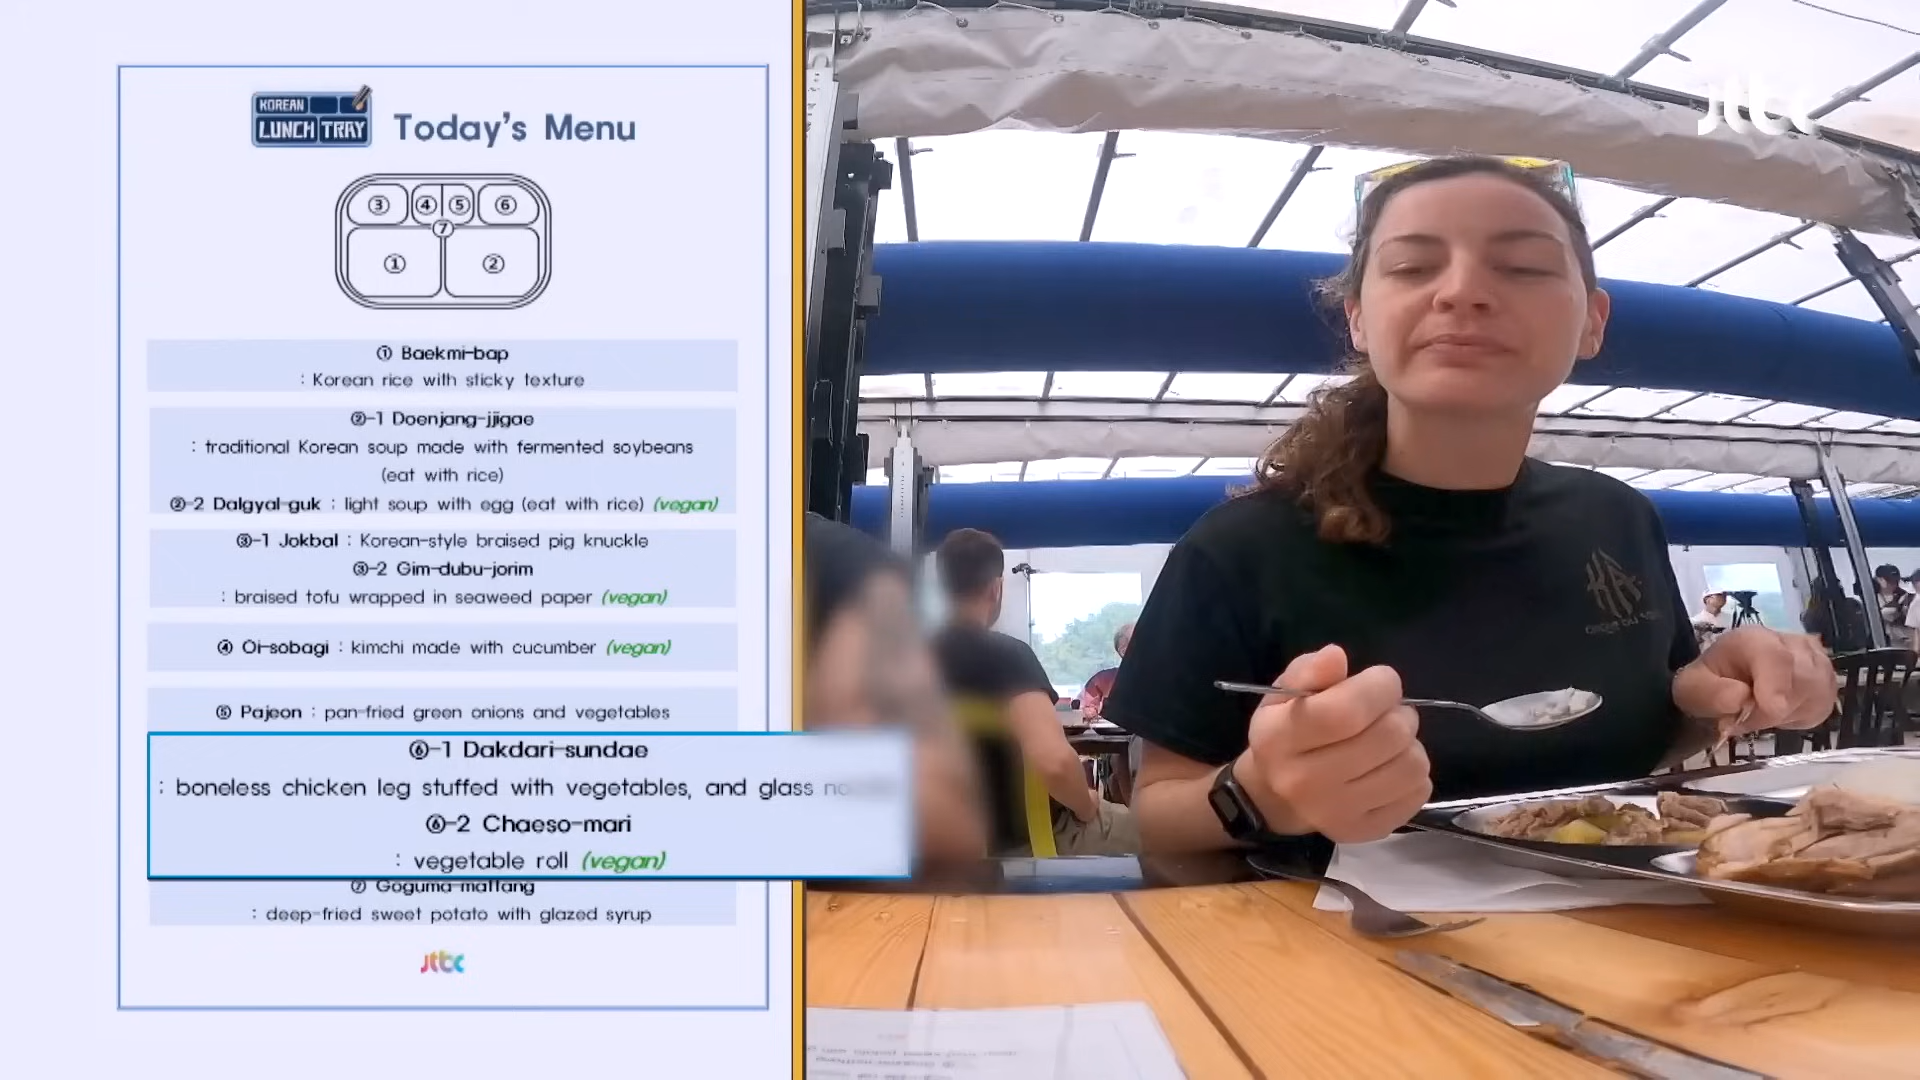 KOREAN
LUNCH TRAY
Today's Menu
③ ④ ⑤ ⑥
⑦
① ②
① Baekmi-bap
: Korean rice with sticky texture
②-1 Doenjang-jjigae
: traditional Korean soup made with fermented soybeans
(eat with rice)
②-2 Dalgyal-guk : light soup with egg (eat with rice) (vegan)
③-1 Jokbal : Korean-style braised pig knuckle
③-2 Gim-dubu-jorim
: braised tofu wrapped in seaweed paper (vegan)
④ Oi-sobagi : kimchi made with cucumber (vegan)
⑤ Pajeon : pan-fried green onions and vegetables
⑥-1 Dakdari-sundae
: boneless chicken leg stuffed with vegetables, and glass
⑥-2 Chaeso-mari
: vegetable roll (vegan)
⑦ Goguma-mattang
: deep-fried sweet potato with glazed syrup
jtbc
jtbc
KÀ